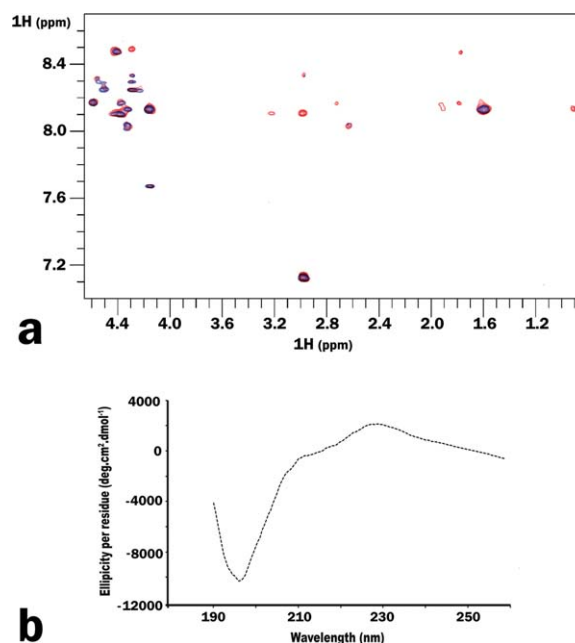 1H (ppm)
8.4
8.0
7.6
7.2
4.4 4.0 3.6 3.2 2.8 2.4 2.0 1.6 1.2
1H (ppm)
a
Ellipicity per residue (deg.cm².dmol⁻¹)
4000
0
-4000
-8000
-12000
190 210 230 250
Wavelength (nm)
b